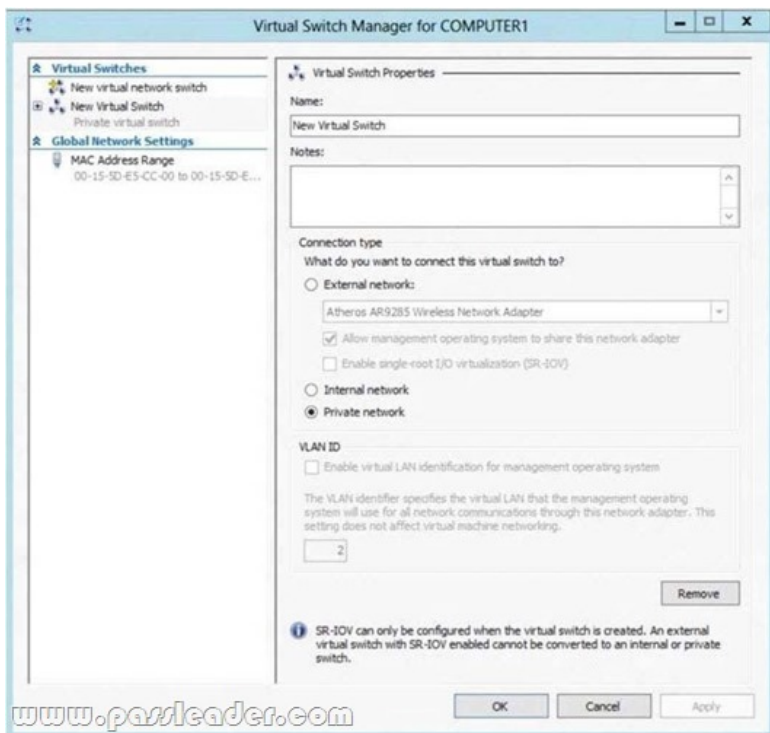 Virtual Switch Manager for COMPUTER1
Virtual Switches
New virtual network switch
New Virtual Switch
Private virtual switch
Global Network Settings
MAC Address Range
00-15-5D-E5-CC-00 to 00-15-5D-E...
Virtual Switch Properties
Name:
New Virtual Switch
Notes:
Connection type
What do you want to connect this virtual switch to?
External network:
Atheros AR9285 Wireless Network Adapter
Allow management operating system to share this network adapter
Enable single-root I/O virtualization (SR-IOV)
Internal network
Private network
VLAN ID
Enable virtual LAN identification for management operating system
The VLAN identifier specifies the virtual LAN that the management operating
system will use for all network communications through this network adapter. This
setting does not affect virtual machine networking.
2
Remove
SR-IOV can only be configured when the virtual switch is created. An external
virtual switch with SR-IOV enabled cannot be converted to an internal or private
switch.
OK Cancel Apply
www.passleader.com